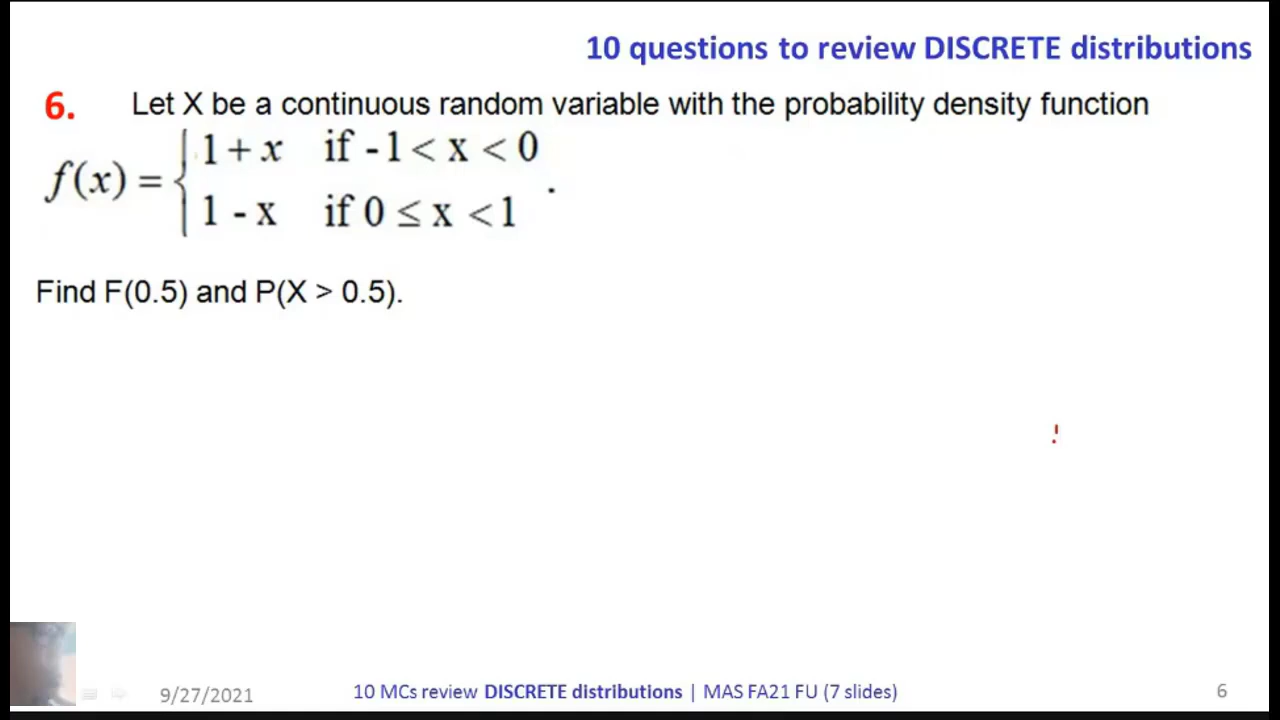 10 questions to review DISCRETE distributions
6. Let X be a continuous random variable with the probability density function
f(x) = { 1 + x if -1 < x < 0
1 - x if 0 ≤ x < 1 .
Find F(0.5) and P(X > 0.5).
!
9/27/2021 10 MCs review DISCRETE distributions | MAS FA21 FU (7 slides) 6